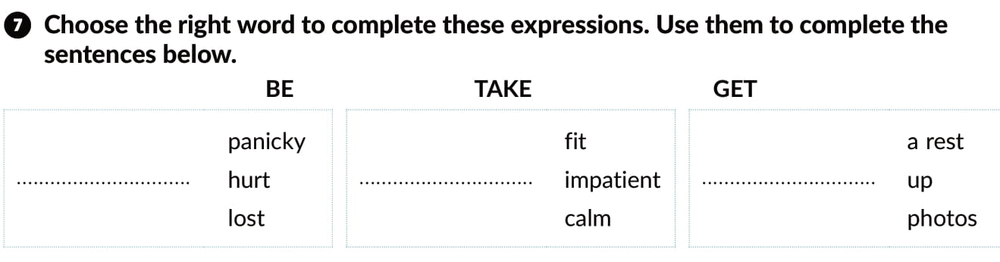 7 Choose the right word to complete these expressions. Use them to complete the
sentences below.
BE TAKE GET
panicky fit a rest
.............................. hurt .............................. impatient .............................. up
lost calm photos